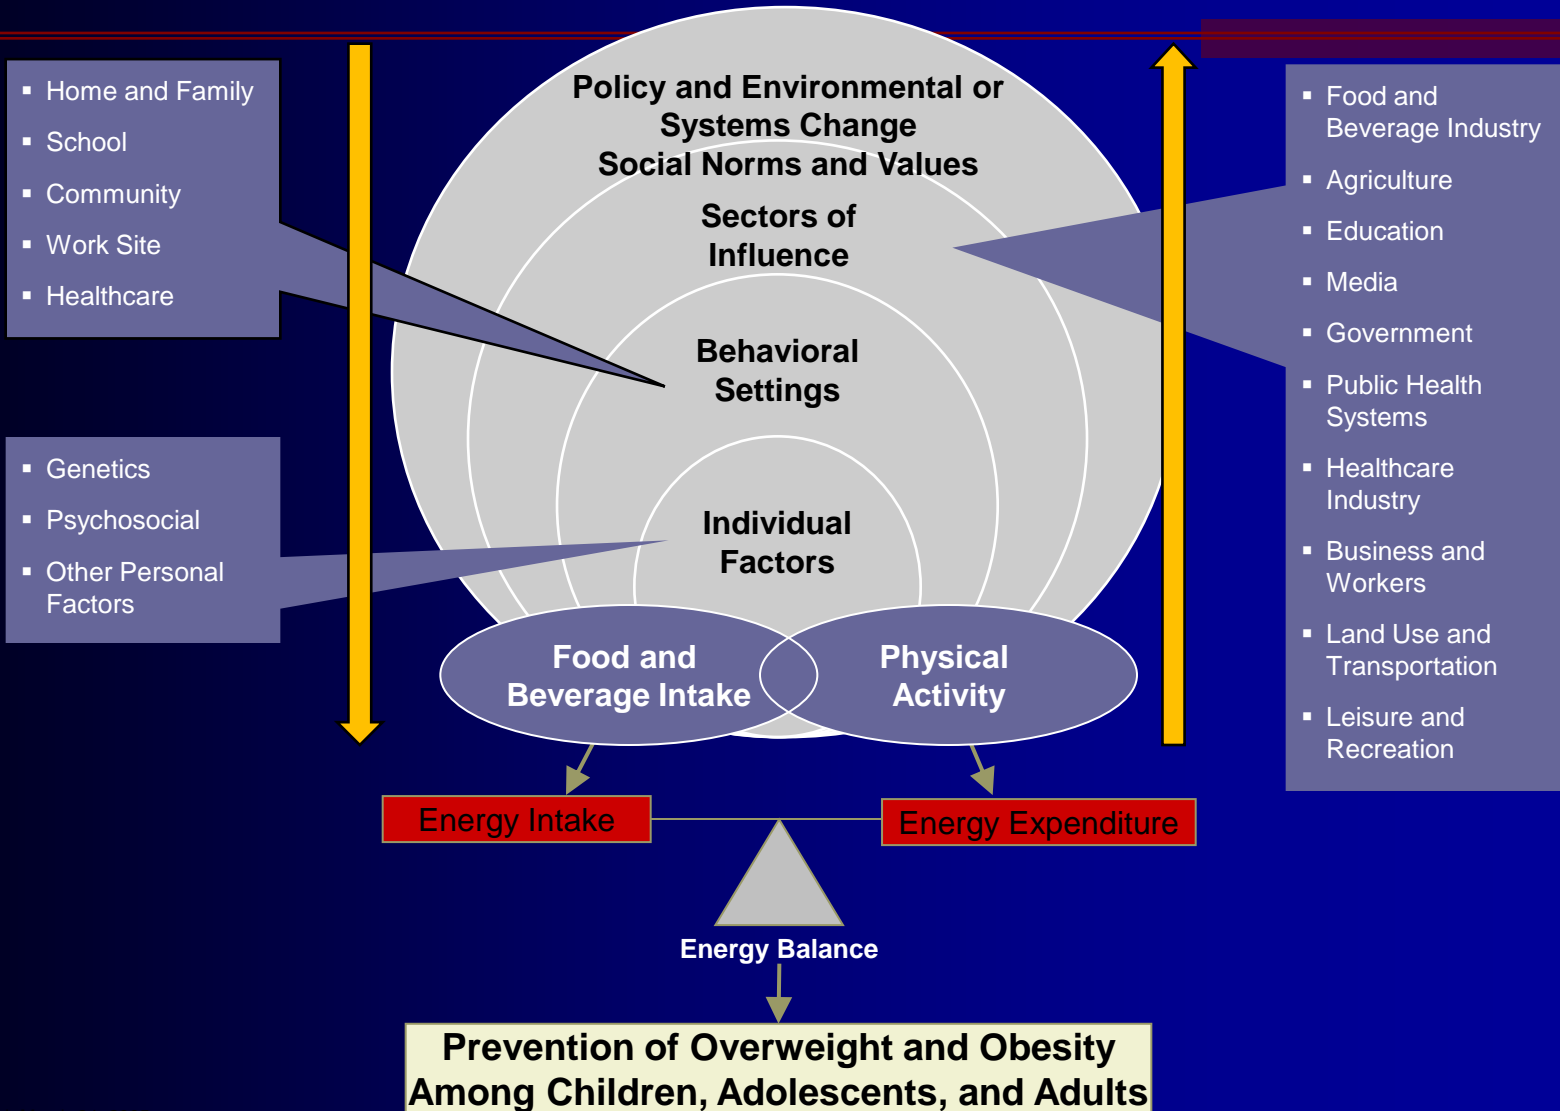 Policy and Environmental or
Systems Change
Social Norms and Values
Sectors of
Influence
Behavioral
Settings
Individual
Factors
▪ Home and Family
▪ School
▪ Community
▪ Work Site
▪ Healthcare
▪ Genetics
▪ Psychosocial
▪ Other Personal
Factors
▪ Food and
Beverage Industry
▪ Agriculture
▪ Education
▪ Media
▪ Government
▪ Public Health
Systems
▪ Healthcare
Industry
▪ Business and
Workers
▪ Land Use and
Transportation
▪ Leisure and
Recreation
Food and
Beverage Intake
Physical
Activity
Energy Intake
Energy Expenditure
Energy Balance
Prevention of Overweight and Obesity
Among Children, Adolescents, and Adults